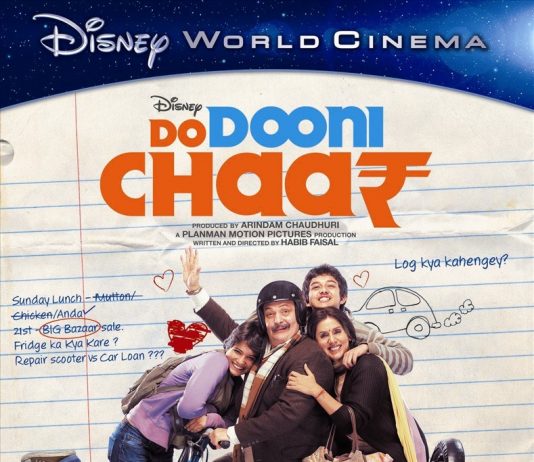 Disney WORLD CINEMA
Disney
DO DOONI
CHAAR
PRODUCED BY ARINDAM CHAUDHURI
A PLANMAN MOTION PICTURES PRODUCTION
WRITTEN AND DIRECTED BY HABIB FAISAL
Log kya kahengey?
Sunday Lunch - Mutton/
Chicken/Anda✓
21st - BIG Bazaar sale.
Fridge ka Kya Kare ?
Repair scooter vs Car Loan ???